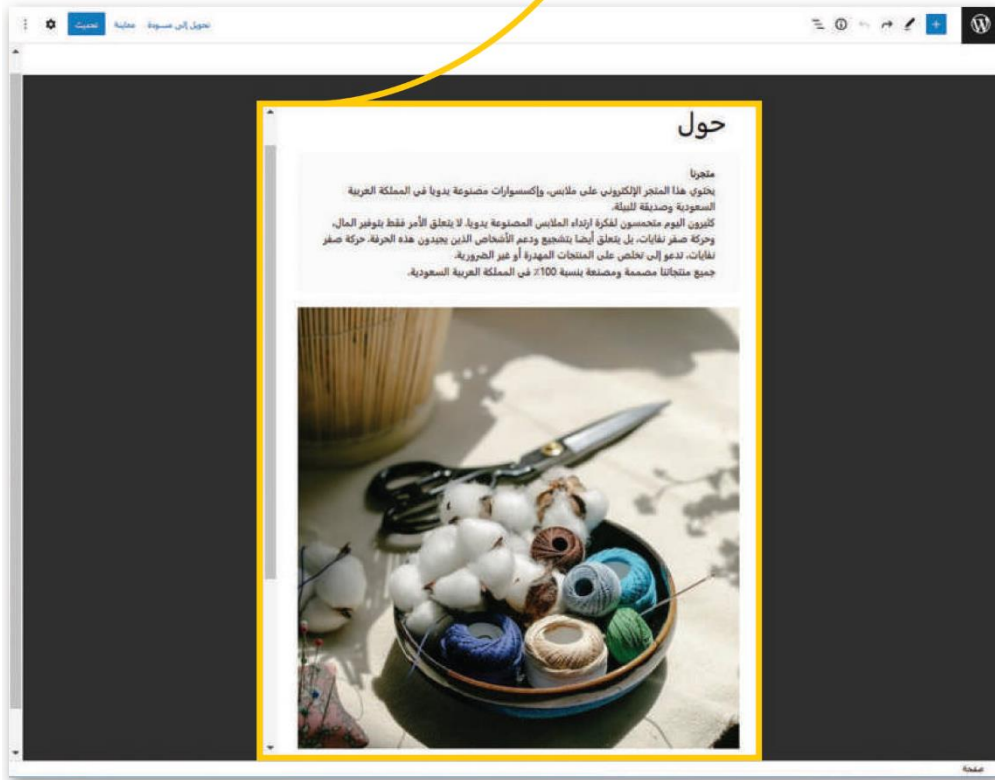 تحويل إلى مسودة
معاينة
تحديث
حول
متجرنا
يحتوي هذا المتجر الإلكتروني على ملابس، وإكسسوارات مصنوعة يدويا في المملكة العربية
السعودية وصديقة للبيئة.
كثيرون اليوم متحمسون لفكرة ارتداء الملابس المصنوعة يدويا. لا يتعلق الأمر فقط بتوفير المال،
وحركة صفر نفايات، بل يتعلق أيضا بتشجيع ودعم الأشخاص الذين يجيدون هذه الحرفة. حركة صفر
نفايات، تدعو إلى تخلص على المنتجات المهدرة أو غير الضرورية.
جميع منتجاتنا مصممة ومصنعة بنسبة 100٪ في المملكة العربية السعودية.
صفحة